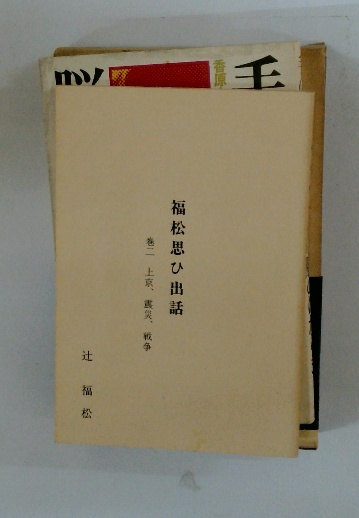 福松思ひ出話
巻二 上京、震災、戦争
辻 福松
香原
手